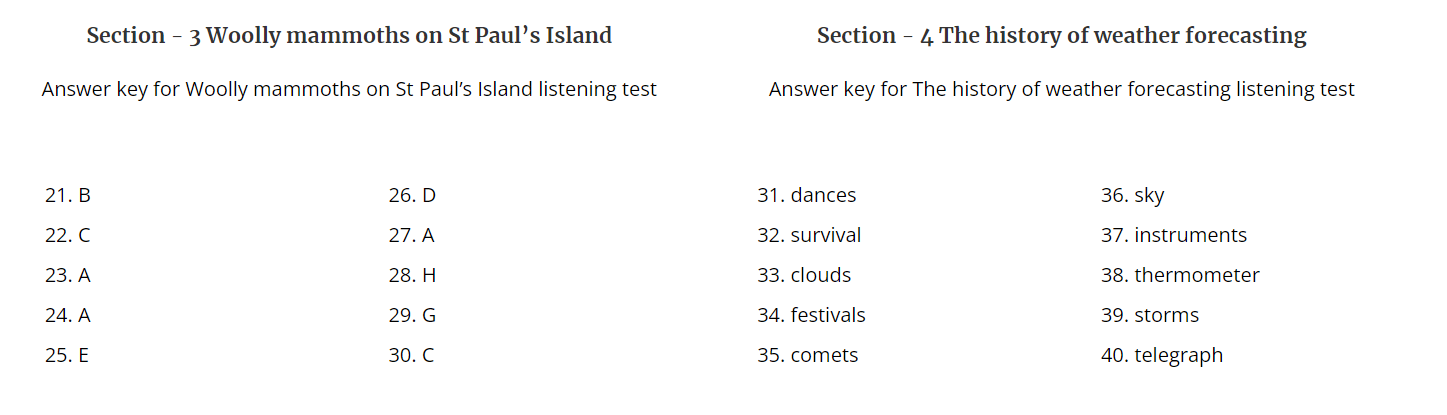 Section - 3 Woolly mammoths on St Paul’s Island
Answer key for Woolly mammoths on St Paul’s Island listening test
21. B
22. C
23. A
24. A
25. E
26. D
27. A
28. H
29. G
30. C
Section - 4 The history of weather forecasting
Answer key for The history of weather forecasting listening test
31. dances
32. survival
33. clouds
34. festivals
35. comets
36. sky
37. instruments
38. thermometer
39. storms
40. telegraph